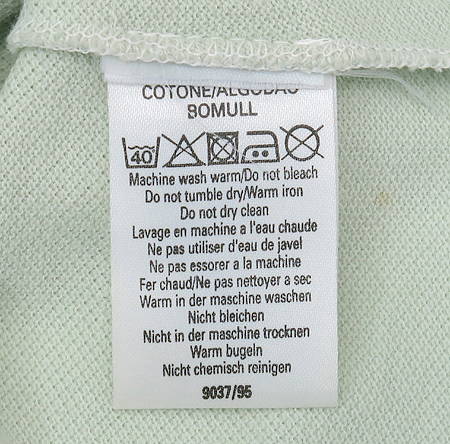 COTONE/ALGODAO
BOMULL
40
Machine wash warm/Do not bleach
Do not tumble dry/Warm iron
Do not dry clean
Lavage en machine a l'eau chaude
Ne pas utiliser d'eau de javel
Ne pas essorer a la machine
Fer chaud/Ne pas nettoyer a sec
Warm in der maschine waschen
Nicht bleichen
Nicht in der maschine trocknen
Warm bugeln
Nicht chemisch reinigen
9037/95